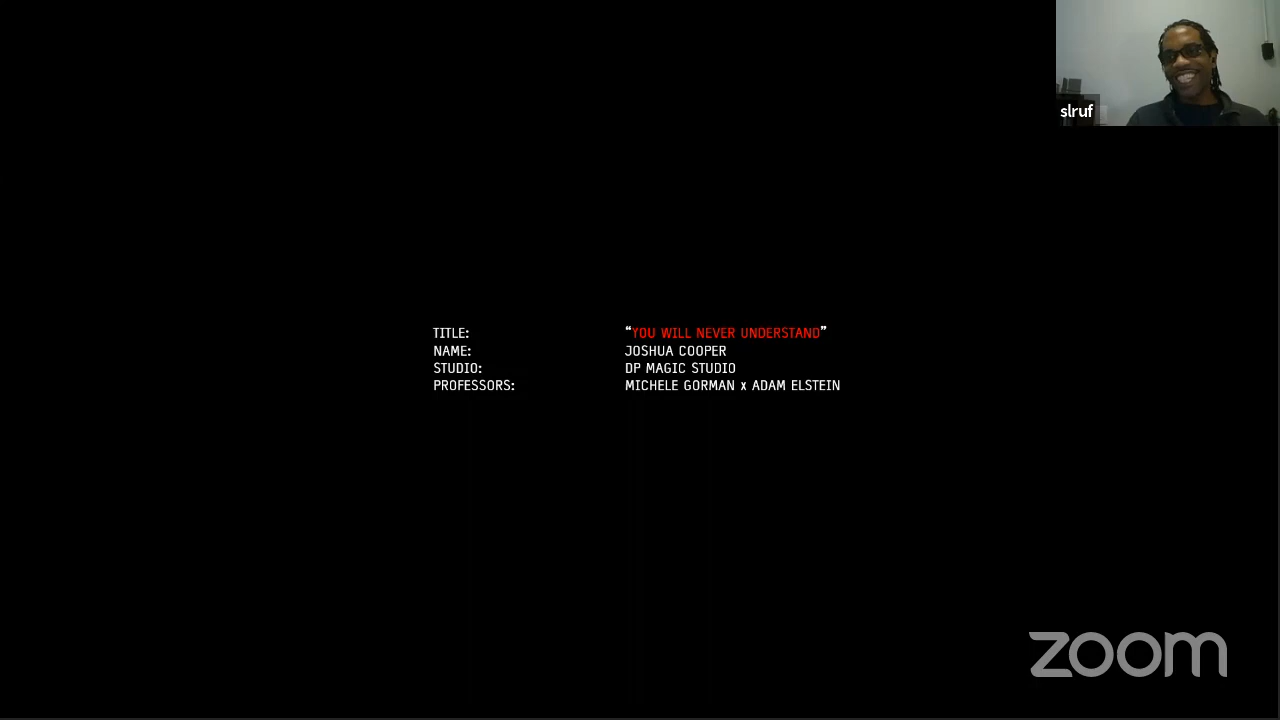 slruf
TITLE: “YOU WILL NEVER UNDERSTAND”
NAME: JOSHUA COOPER
STUDIO: DP MAGIC STUDIO
PROFESSORS: MICHELE GORMAN x ADAM ELSTEIN
zoom